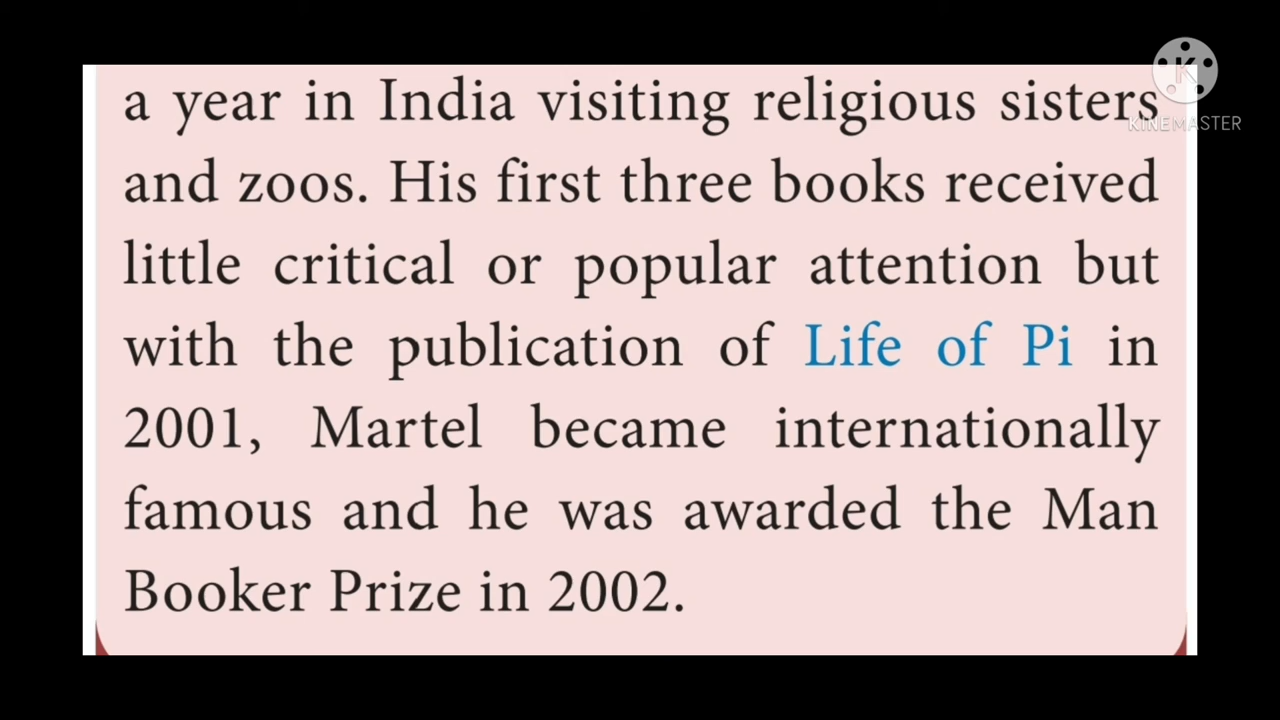 a year in India visiting religious sisters
and zoos. His first three books received
little critical or popular attention but
with the publication of Life of Pi in
2001, Martel became internationally
famous and he was awarded the Man
Booker Prize in 2002.
K
KINEMASTER